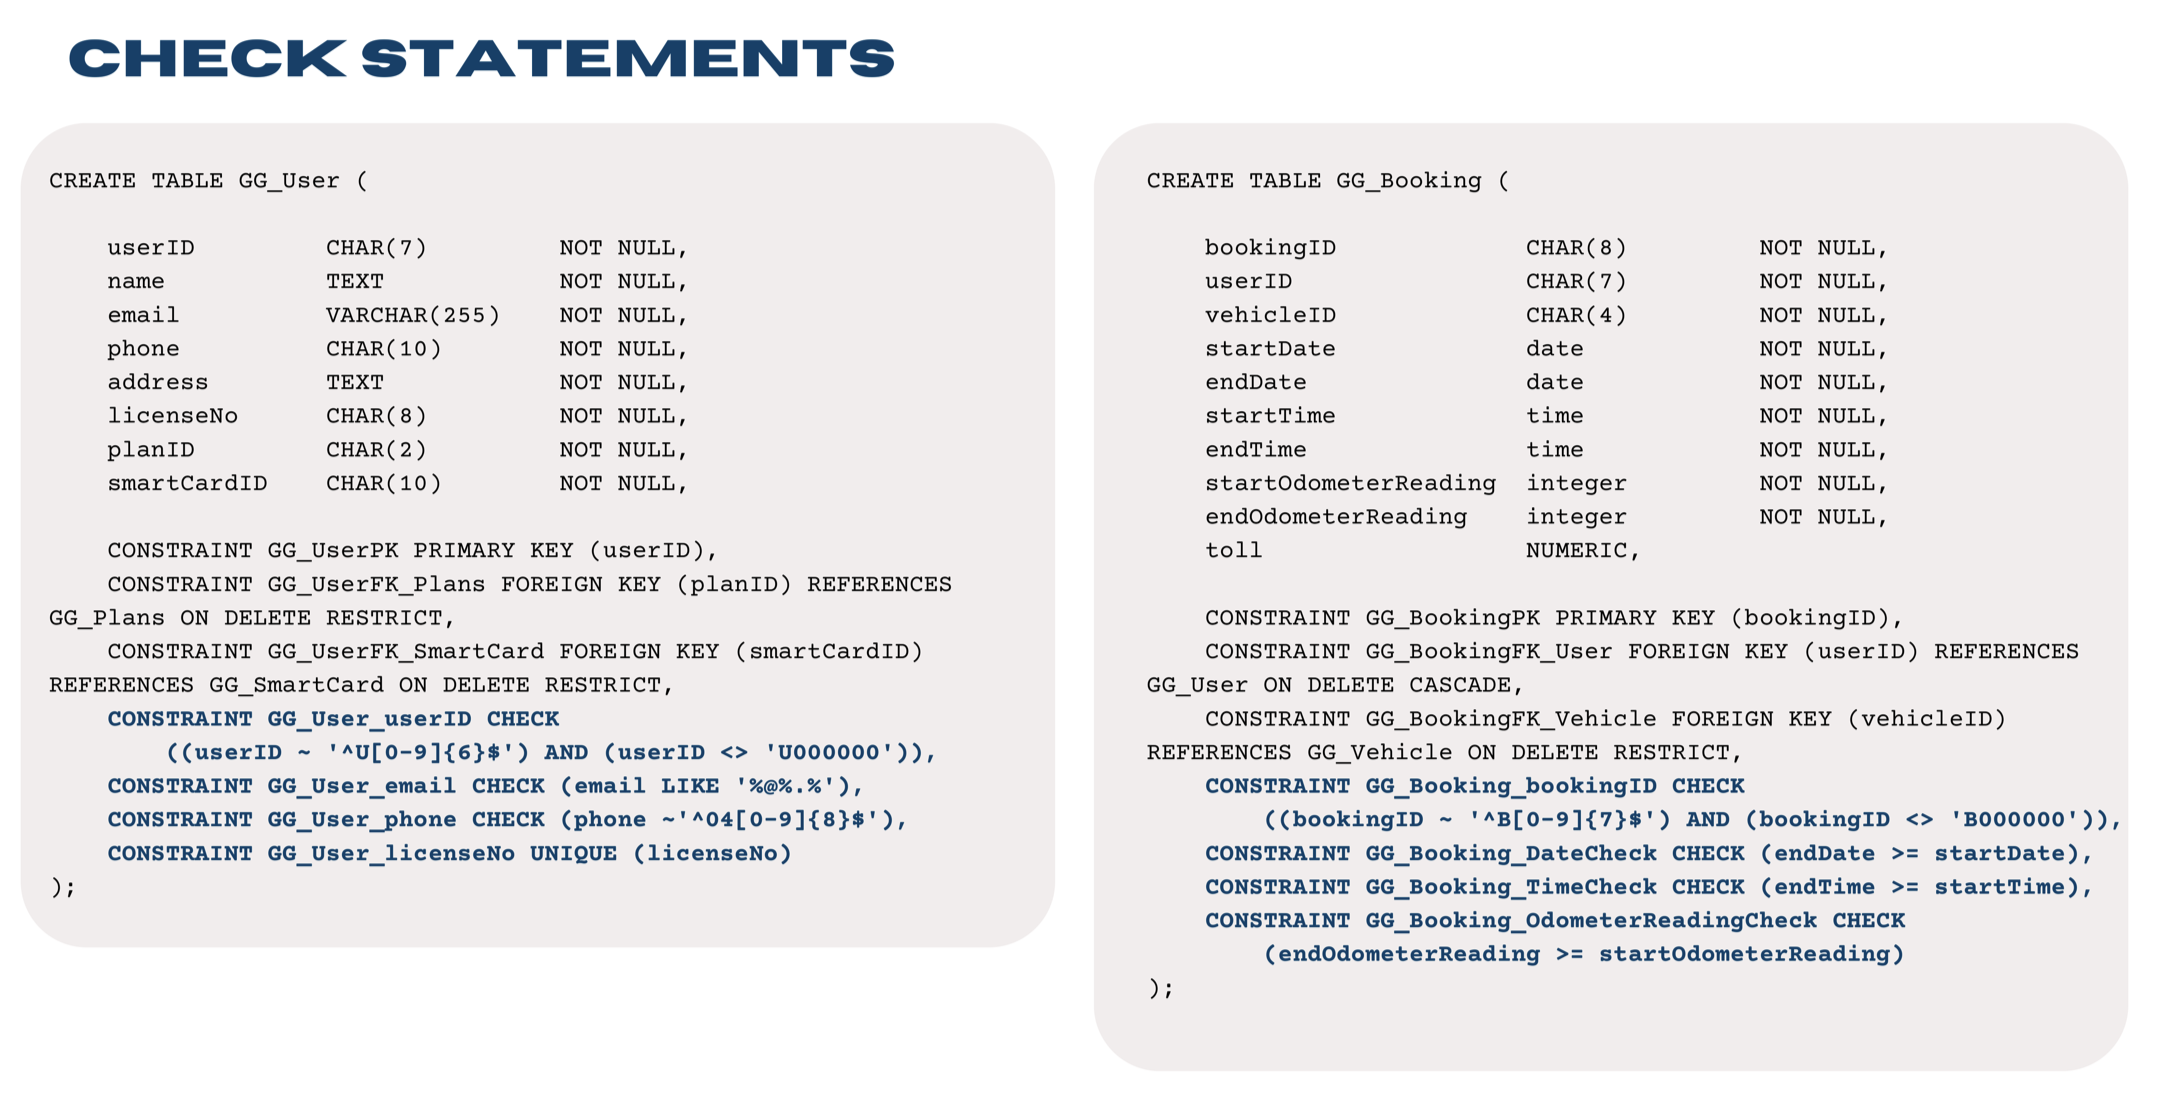 CHECK STATEMENTS
CREATE TABLE GG_User (
userID CHAR(7) NOT NULL,
name TEXT NOT NULL,
email VARCHAR(255) NOT NULL,
phone CHAR(10) NOT NULL,
address TEXT NOT NULL,
licenseNo CHAR(8) NOT NULL,
planID CHAR(2) NOT NULL,
smartCardID CHAR(10) NOT NULL,
CONSTRAINT GG_UserPK PRIMARY KEY (userID),
CONSTRAINT GG_UserFK_Plans FOREIGN KEY (planID) REFERENCES
GG_Plans ON DELETE RESTRICT,
CONSTRAINT GG_UserFK_SmartCard FOREIGN KEY (smartCardID)
REFERENCES GG_SmartCard ON DELETE RESTRICT,
CONSTRAINT GG_User_userID CHECK
((userID ~ '^U[0-9]{6}$') AND (userID <> 'U000000')),
CONSTRAINT GG_User_email CHECK (email LIKE '%@%.%'),
CONSTRAINT GG_User_phone CHECK (phone ~'^04[0-9]{8}$'),
CONSTRAINT GG_User_licenseNo UNIQUE (licenseNo)
);
CREATE TABLE GG_Booking (
bookingID CHAR(8) NOT NULL,
userID CHAR(7) NOT NULL,
vehicleID CHAR(4) NOT NULL,
startDate date NOT NULL,
endDate date NOT NULL,
startTime time NOT NULL,
endTime time NOT NULL,
startOdometerReading integer NOT NULL,
endOdometerReading integer NOT NULL,
toll NUMERIC,
CONSTRAINT GG_BookingPK PRIMARY KEY (bookingID),
CONSTRAINT GG_BookingFK_User FOREIGN KEY (userID) REFERENCES
GG_User ON DELETE CASCADE,
CONSTRAINT GG_BookingFK_Vehicle FOREIGN KEY (vehicleID)
REFERENCES GG_Vehicle ON DELETE RESTRICT,
CONSTRAINT GG_Booking_bookingID CHECK
((bookingID ~ '^B[0-9]{7}$') AND (bookingID <> 'B000000')),
CONSTRAINT GG_Booking_DateCheck CHECK (endDate >= startDate),
CONSTRAINT GG_Booking_TimeCheck CHECK (endTime >= startTime),
CONSTRAINT GG_Booking_OdometerReadingCheck CHECK
(endOdometerReading >= startOdometerReading)
);